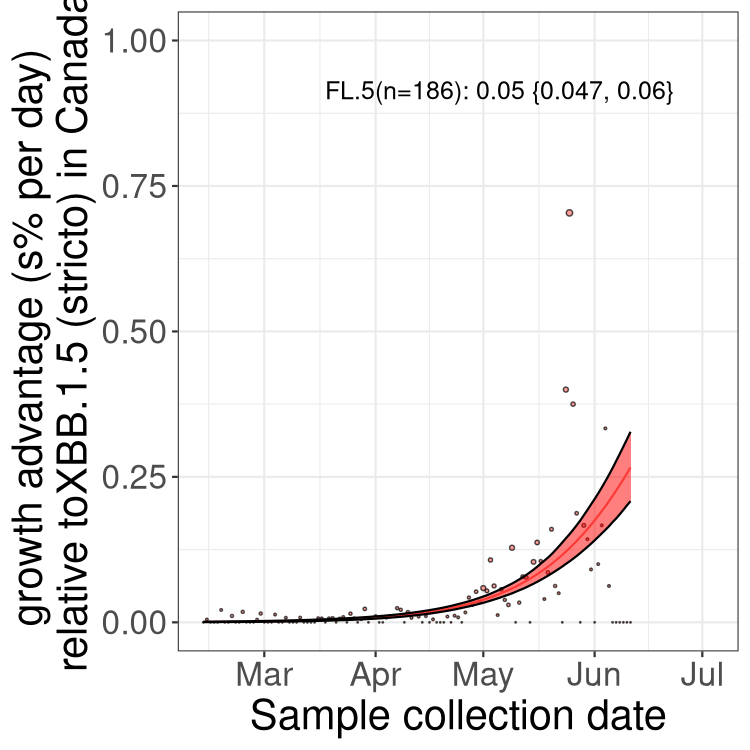 growth advantage (s% per day)
relative toXBB.1.5 (stricto) in Canada
1.00
0.75
0.50
0.25
0.00
FL.5(n=186): 0.05 {0.047, 0.06}
Mar Apr May Jun Jul
Sample collection date